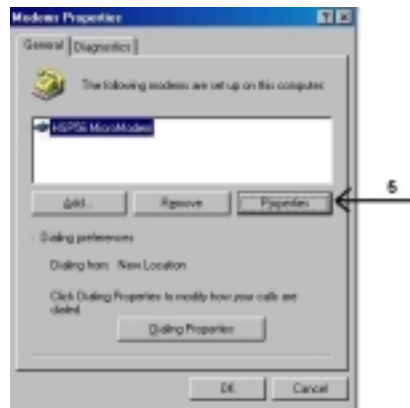 Modems Properties
General Diagnostics
The following modems are set up on this computer:
HSP56 MicroModem
Add... Remove Properties
5
Dialing preferences
Dialing from: New Location
Click Dialing Properties to modify how your calls are
dialed.
Dialing Properties
OK Cancel